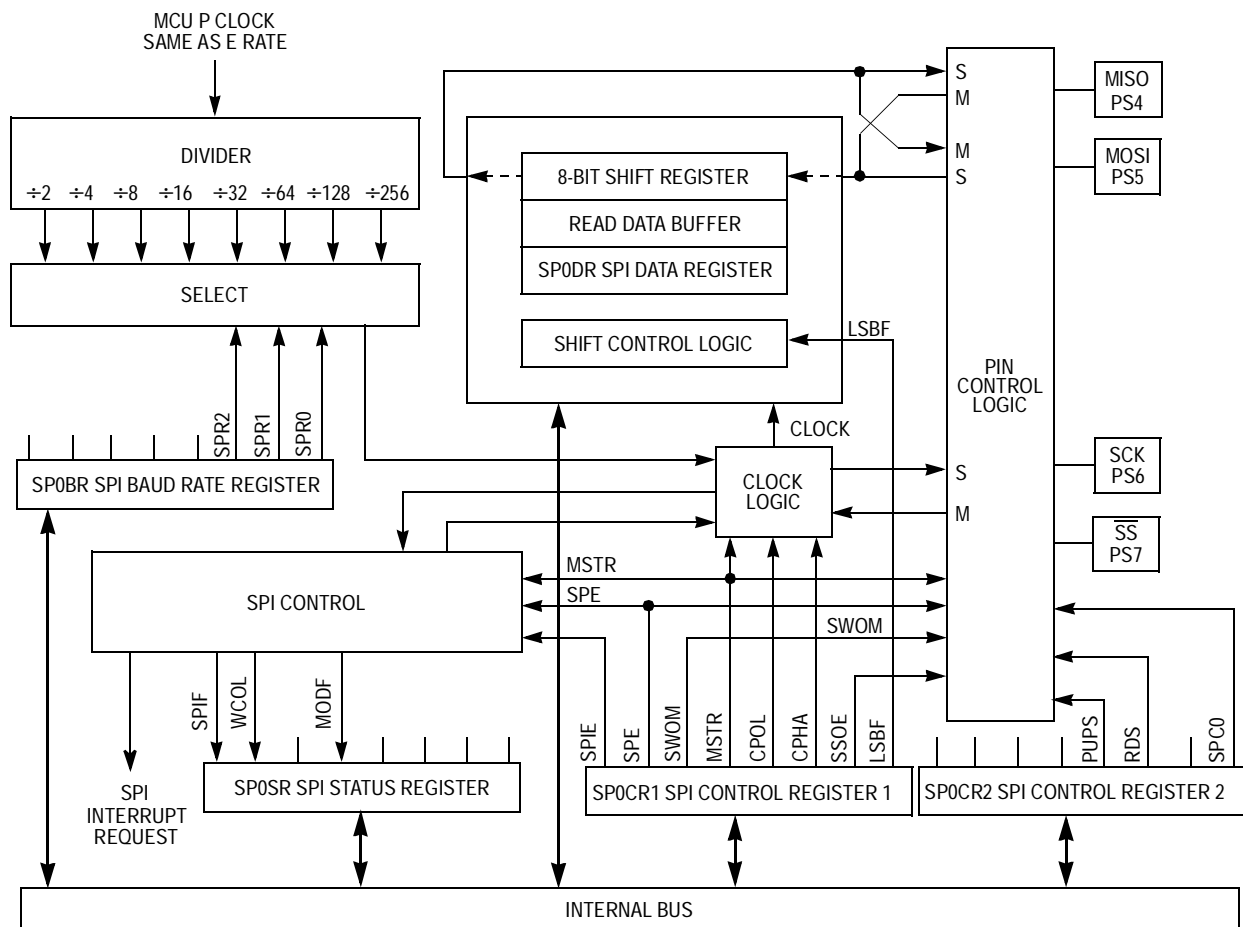 MCU P CLOCK
SAME AS E RATE
DIVIDER
÷2 ÷4 ÷8 ÷16 ÷32 ÷64 ÷128 ÷256
SELECT
SPR2
SPR1
SPR0
SP0BR SPI BAUD RATE REGISTER
8-BIT SHIFT REGISTER
READ DATA BUFFER
SP0DR SPI DATA REGISTER
SHIFT CONTROL LOGIC
LSBF
CLOCK
CLOCK
LOGIC
S
M
M
S
S
M
PIN
CONTROL
LOGIC
MISO
PS4
MOSI
PS5
SCK
PS6
SS
PS7
SPI CONTROL
MSTR
SPE
SWOM
SPIF
WCOL
MODF
SPI
INTERRUPT
REQUEST
SP0SR SPI STATUS REGISTER
SPIE
SPE
SWOM
MSTR
CPOL
CPHA
SSOE
LSBF
SP0CR1 SPI CONTROL REGISTER 1
PUPS
RDS
SPC0
SP0CR2 SPI CONTROL REGISTER 2
INTERNAL BUS